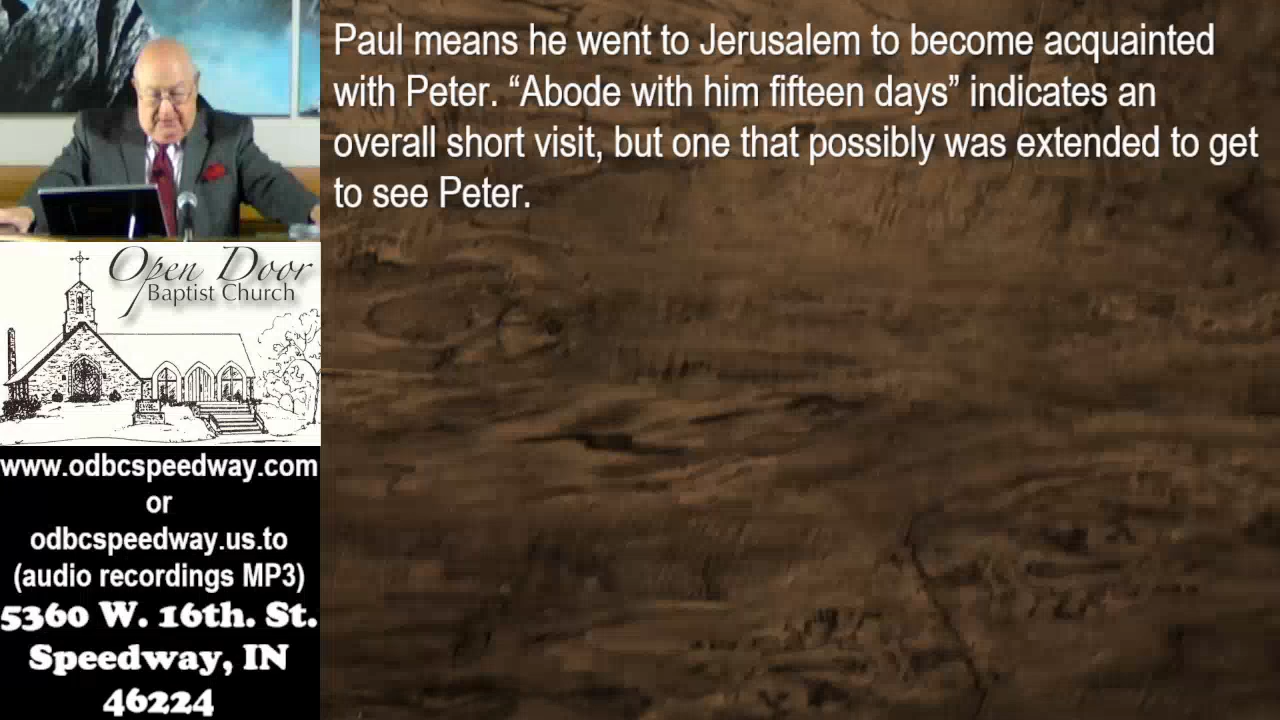 Paul means he went to Jerusalem to become acquainted
with Peter. “Abode with him fifteen days” indicates an
overall short visit, but one that possibly was extended to get
to see Peter.
Open Door
Baptist Church
www.odbcspeedway.com
or
odbcspeedway.us.to
(audio recordings MP3)
5360 W. 16th. St.
Speedway, IN
46224